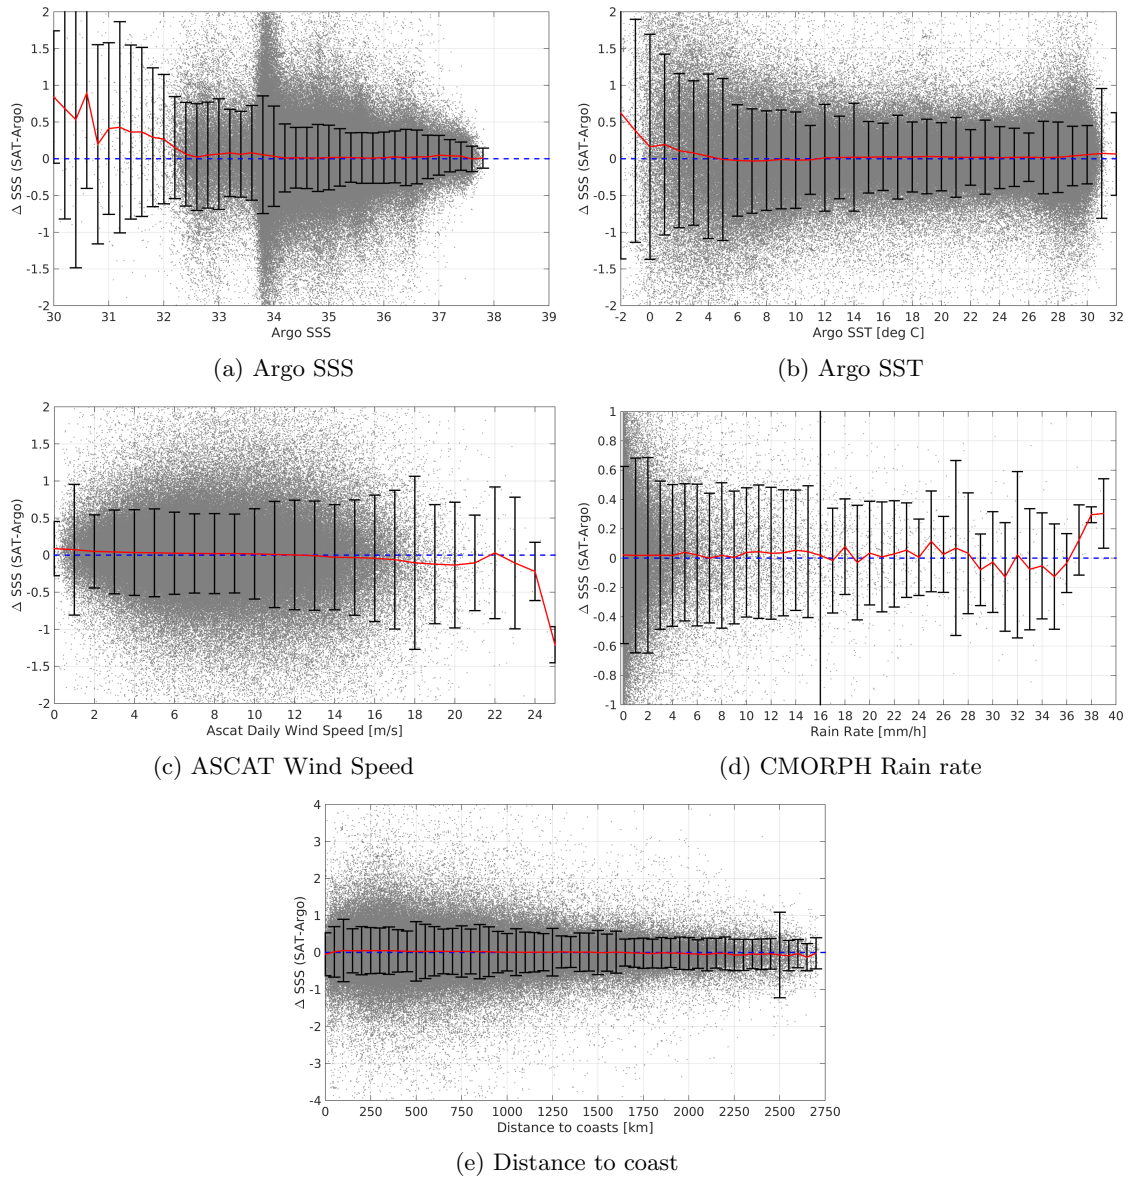 2
1.5
1
0.5
0
-0.5
-1
-1.5
-2
Δ SSS (SAT-Argo)
30 31 32 33 34 35 36 37 38 39
Argo SSS
(a) Argo SSS
2
1.5
1
0.5
0
-0.5
-1
-1.5
-2
Δ SSS (SAT-Argo)
-2 0 2 4 6 8 10 12 14 16 18 20 22 24 26 28 30 32
Argo SST [deg C]
(b) Argo SST
2
1.5
1
0.5
0
-0.5
-1
-1.5
-2
Δ SSS (SAT-Argo)
0 2 4 6 8 10 12 14 16 18 20 22 24
Ascat Daily Wind Speed [m/s]
(c) ASCAT Wind Speed
1
0.8
0.6
0.4
0.2
0
-0.2
-0.4
-0.6
-0.8
-1
Δ SSS (SAT-Argo)
0 2 4 6 8 10 12 14 16 18 20 22 24 26 28 30 32 34 36 38 40
Rain Rate [mm/h]
(d) CMORPH Rain rate
4
3
2
1
0
-1
-2
-3
-4
Δ SSS (SAT-Argo)
0 250 500 750 1000 1250 1500 1750 2000 2250 2500 2750
Distance to coasts [km]
(e) Distance to coast